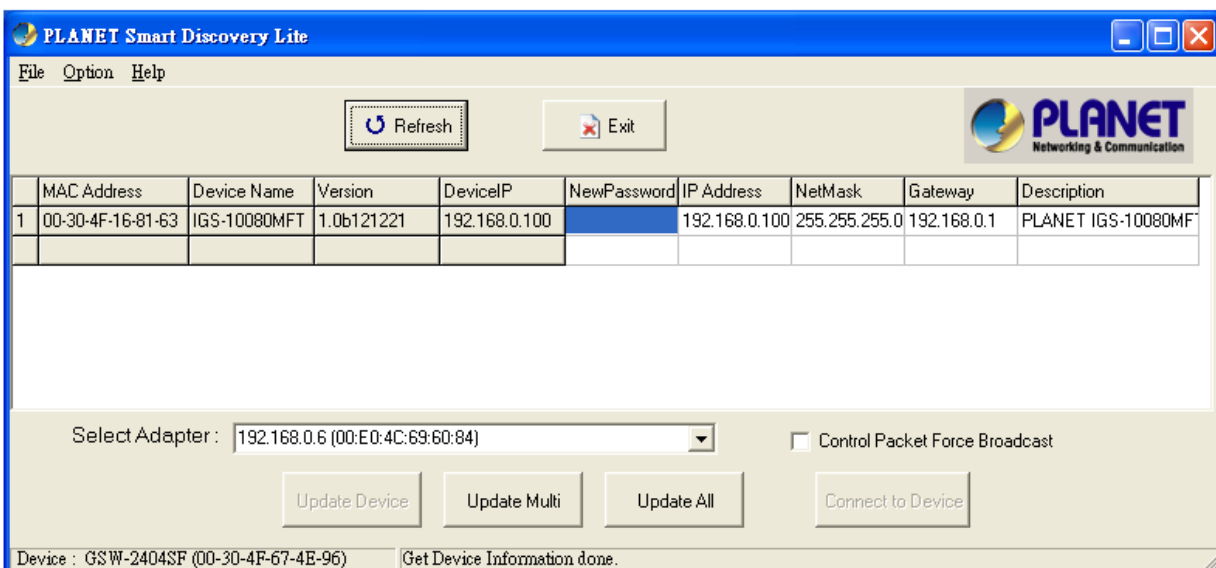 PLANET Smart Discovery Lite
File Option Help
Refresh Exit
PLANET
Networking & Communication
MAC Address Device Name Version DeviceIP NewPassword IP Address NetMask Gateway Description
1 00-30-4F-16-81-63 IGS-10080MFT 1.0b121221 192.168.0.100 192.168.0.100 255.255.255.0 192.168.0.1 PLANET IGS-10080MFT
Select Adapter : 192.168.0.6 (00:E0:4C:69:60:84) Control Packet Force Broadcast
Update Device Update Multi Update All Connect to Device
Device : GSW-2404SF (00-30-4F-67-4E-96) Get Device Information done.